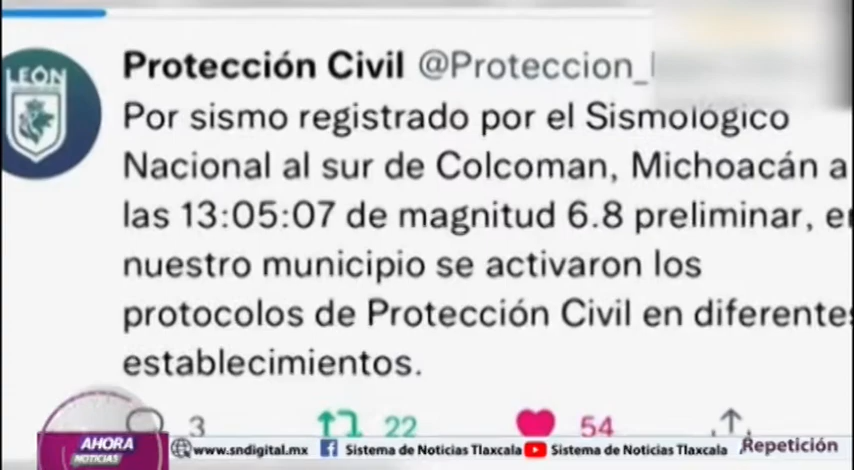 LEÓN
Protección Civil @Proteccion_
Por sismo registrado por el Sismológico
Nacional al sur de Colcoman, Michoacán a
las 13:05:07 de magnitud 6.8 preliminar, en
nuestro municipio se activaron los
protocolos de Protección Civil en diferentes
establecimientos.
3 22 54
AHORA
NOTICIAS
www.sndigital.mx Sistema de Noticias Tlaxcala Sistema de Noticias Tlaxcala Repetición